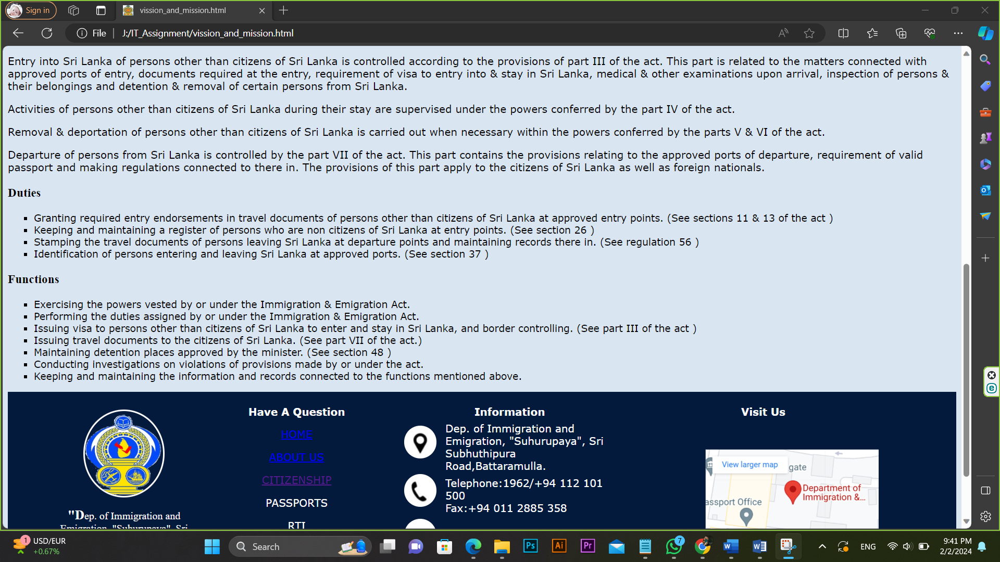 Sign in
vission_and_mission.html
File
J:/IT_Assignment/vission_and_mission.html
Entry into Sri Lanka of persons other than citizens of Sri Lanka is controlled according to the provisions of part III of the act. This part is related to the matters connected with
approved ports of entry, documents required at the entry, requirement of visa to entry into & stay in Sri Lanka, medical & other examinations upon arrival, inspection of persons &
their belongings and detention & removal of certain persons from Sri Lanka.
Activities of persons other than citizens of Sri Lanka during their stay are supervised under the powers conferred by the part IV of the act.
Removal & deportation of persons other than citizens of Sri Lanka is carried out when necessary within the powers conferred by the parts V & VI of the act.
Departure of persons from Sri Lanka is controlled by the part VII of the act. This part contains the provisions relating to the approved ports of departure, requirement of valid
passport and making regulations connected to there in. The provisions of this part apply to the citizens of Sri Lanka as well as foreign nationals.
Duties
Granting required entry endorsements in travel documents of persons other than citizens of Sri Lanka at approved entry points. (See sections 11 & 13 of the act )
Keeping and maintaining a register of persons who are non citizens of Sri Lanka at entry points. (See section 26 )
Stamping the travel documents of persons leaving Sri Lanka at departure points and maintaining records there in. (See regulation 56 )
Identification of persons entering and leaving Sri Lanka at approved ports. (See section 37 )
Functions
Exercising the powers vested by or under the Immigration & Emigration Act.
Performing the duties assigned by or under the Immigration & Emigration Act.
Issuing visa to persons other than citizens of Sri Lanka to enter and stay in Sri Lanka, and border controlling. (See part III of the act )
Issuing travel documents to the citizens of Sri Lanka. (See part VII of the act.)
Maintaining detention places approved by the minister. (See section 48 )
Conducting investigations on violations of provisions made by or under the act.
Keeping and maintaining the information and records connected to the functions mentioned above.
"Dep. of Immigration and
Emigration, "Suhurupaya", Sri
Have A Question
HOME
ABOUT US
CITIZENSHIP
PASSPORTS
RTI
Information
Dep. of Immigration and
Emigration, "Suhurupaya", Sri
Subhuthipura
Road,Battaramulla.
Telephone:1962/+94 112 101
500
Fax:+94 011 2885 358
Visit Us
View larger map
gate
Department of
Immigration &...
assport Office
1
USD/EUR
+0.67%
Search
Ps
Ai
Pr
7
W
W
ENG
9:41 PM
2/2/2024